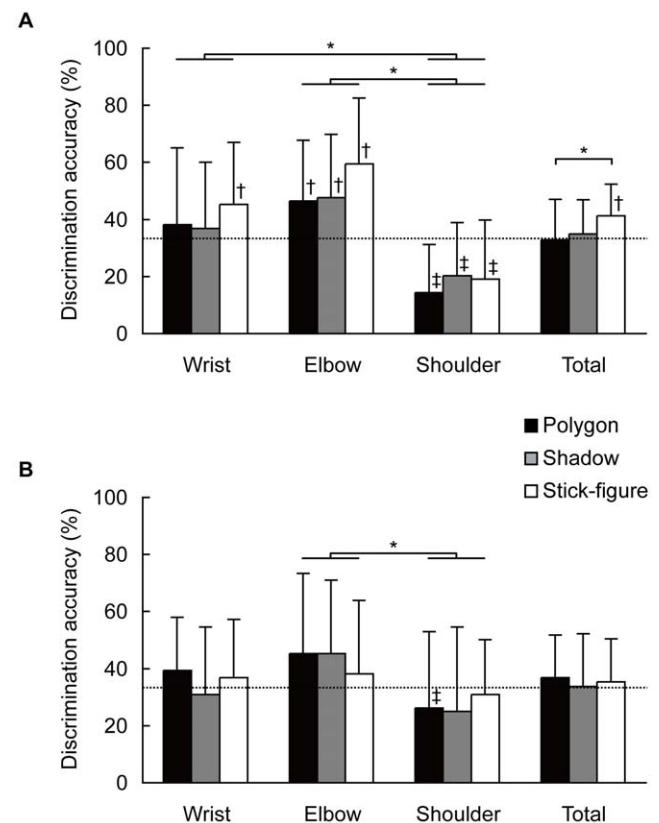 A
Discrimination accuracy (%)
100
80
60
40
20
0
* 
*
*
†
†
†
†
‡
‡
‡
†
Wrist Elbow Shoulder Total
Polygon
Shadow
Stick-figure
B
Discrimination accuracy (%)
100
80
60
40
20
0
*
‡
Wrist Elbow Shoulder Total